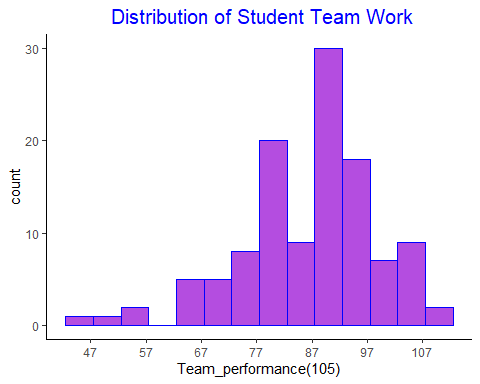 Distribution of Student Team Work
count
30
20
10
0
47 57 67 77 87 97 107
Team_performance(105)